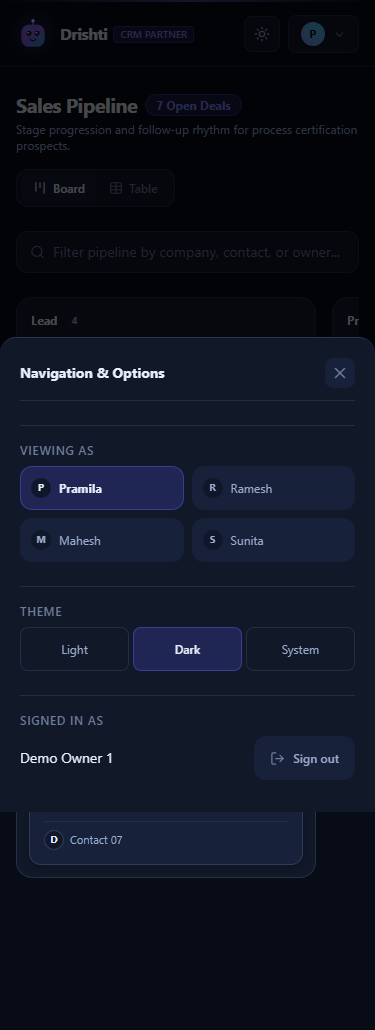 Drishti CRM PARTNER P
Sales Pipeline 7 Open Deals
Stage progression and follow-up rhythm for process certification
prospects.
Board Table
Filter pipeline by company, contact, or owner...
Lead 4 Pr
Navigation & Options
VIEWING AS
P Pramila R Ramesh
M Mahesh S Sunita
THEME
Light Dark System
SIGNED IN AS
Demo Owner 1 Sign out
D Contact 07